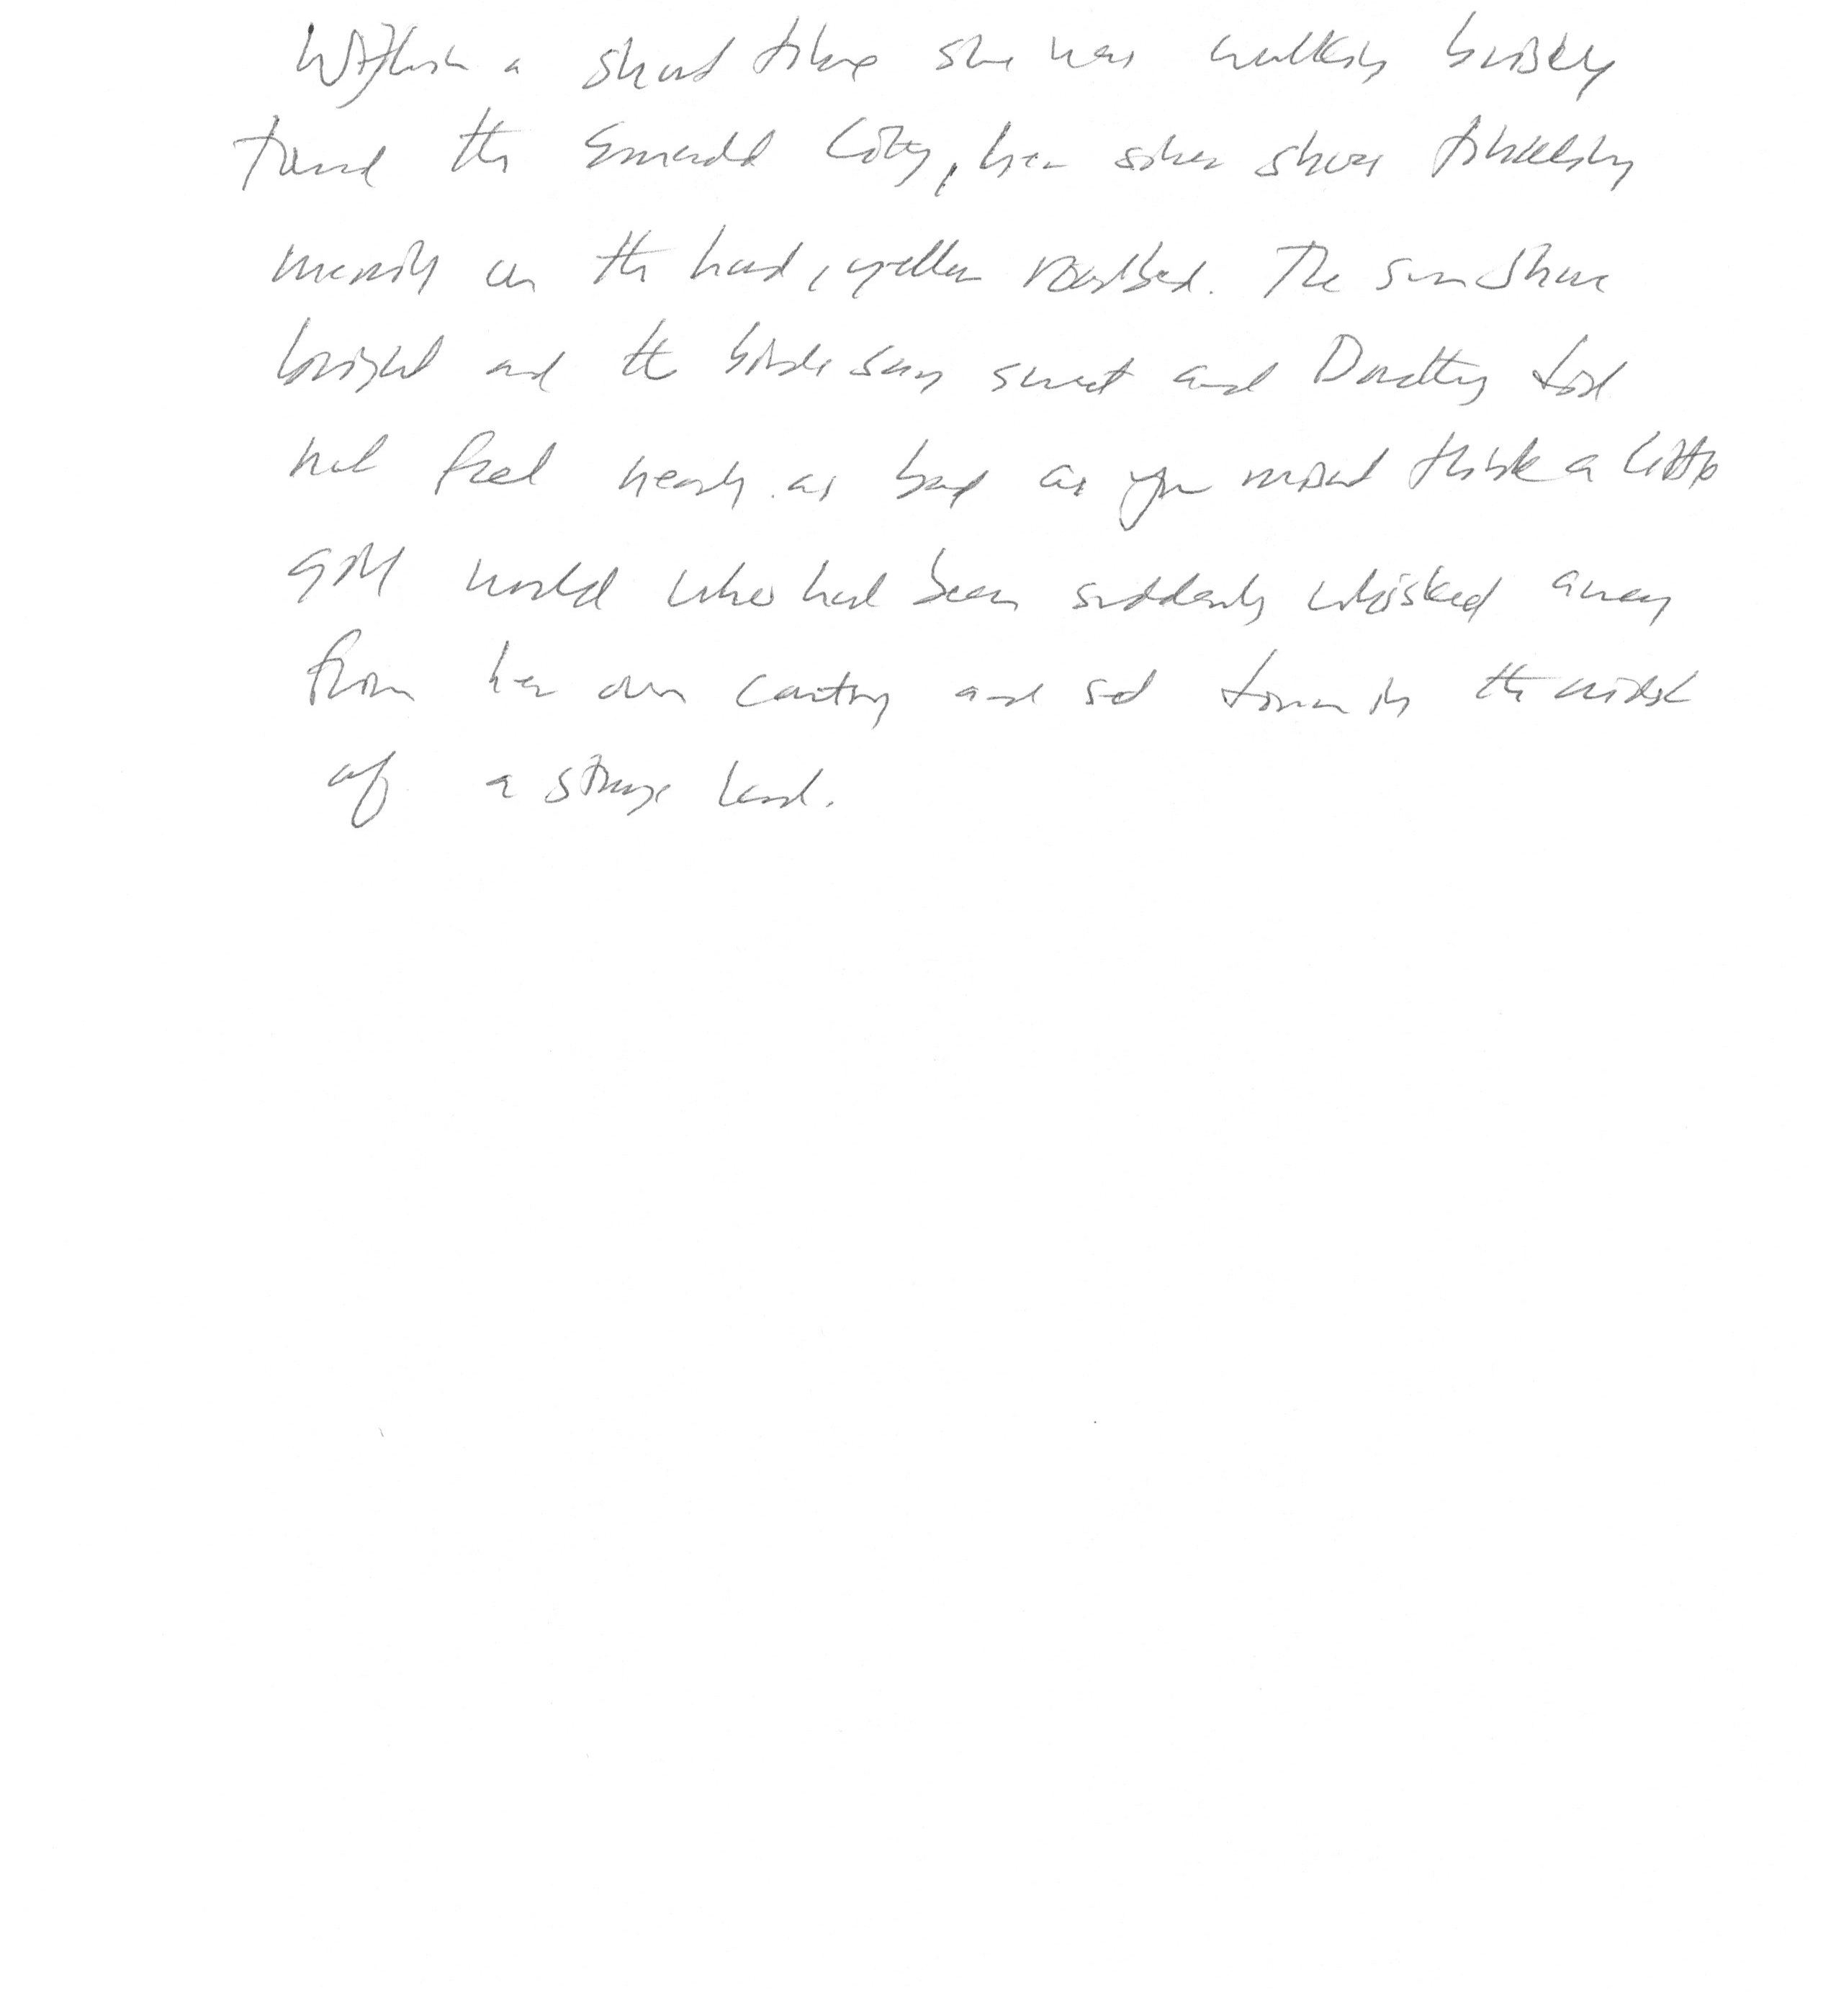 Within a short time she was walking briskly
toward the Emerald City, her silver shoes tinkling
merrily on the hard, yellow roadbed. The sun shone
bright and the birds sang sweet and Dorothy did
not feel nearly as bad as you might think a little
girl would who had been suddenly whisked away
from her own country and set down in the midst
of a strange land.